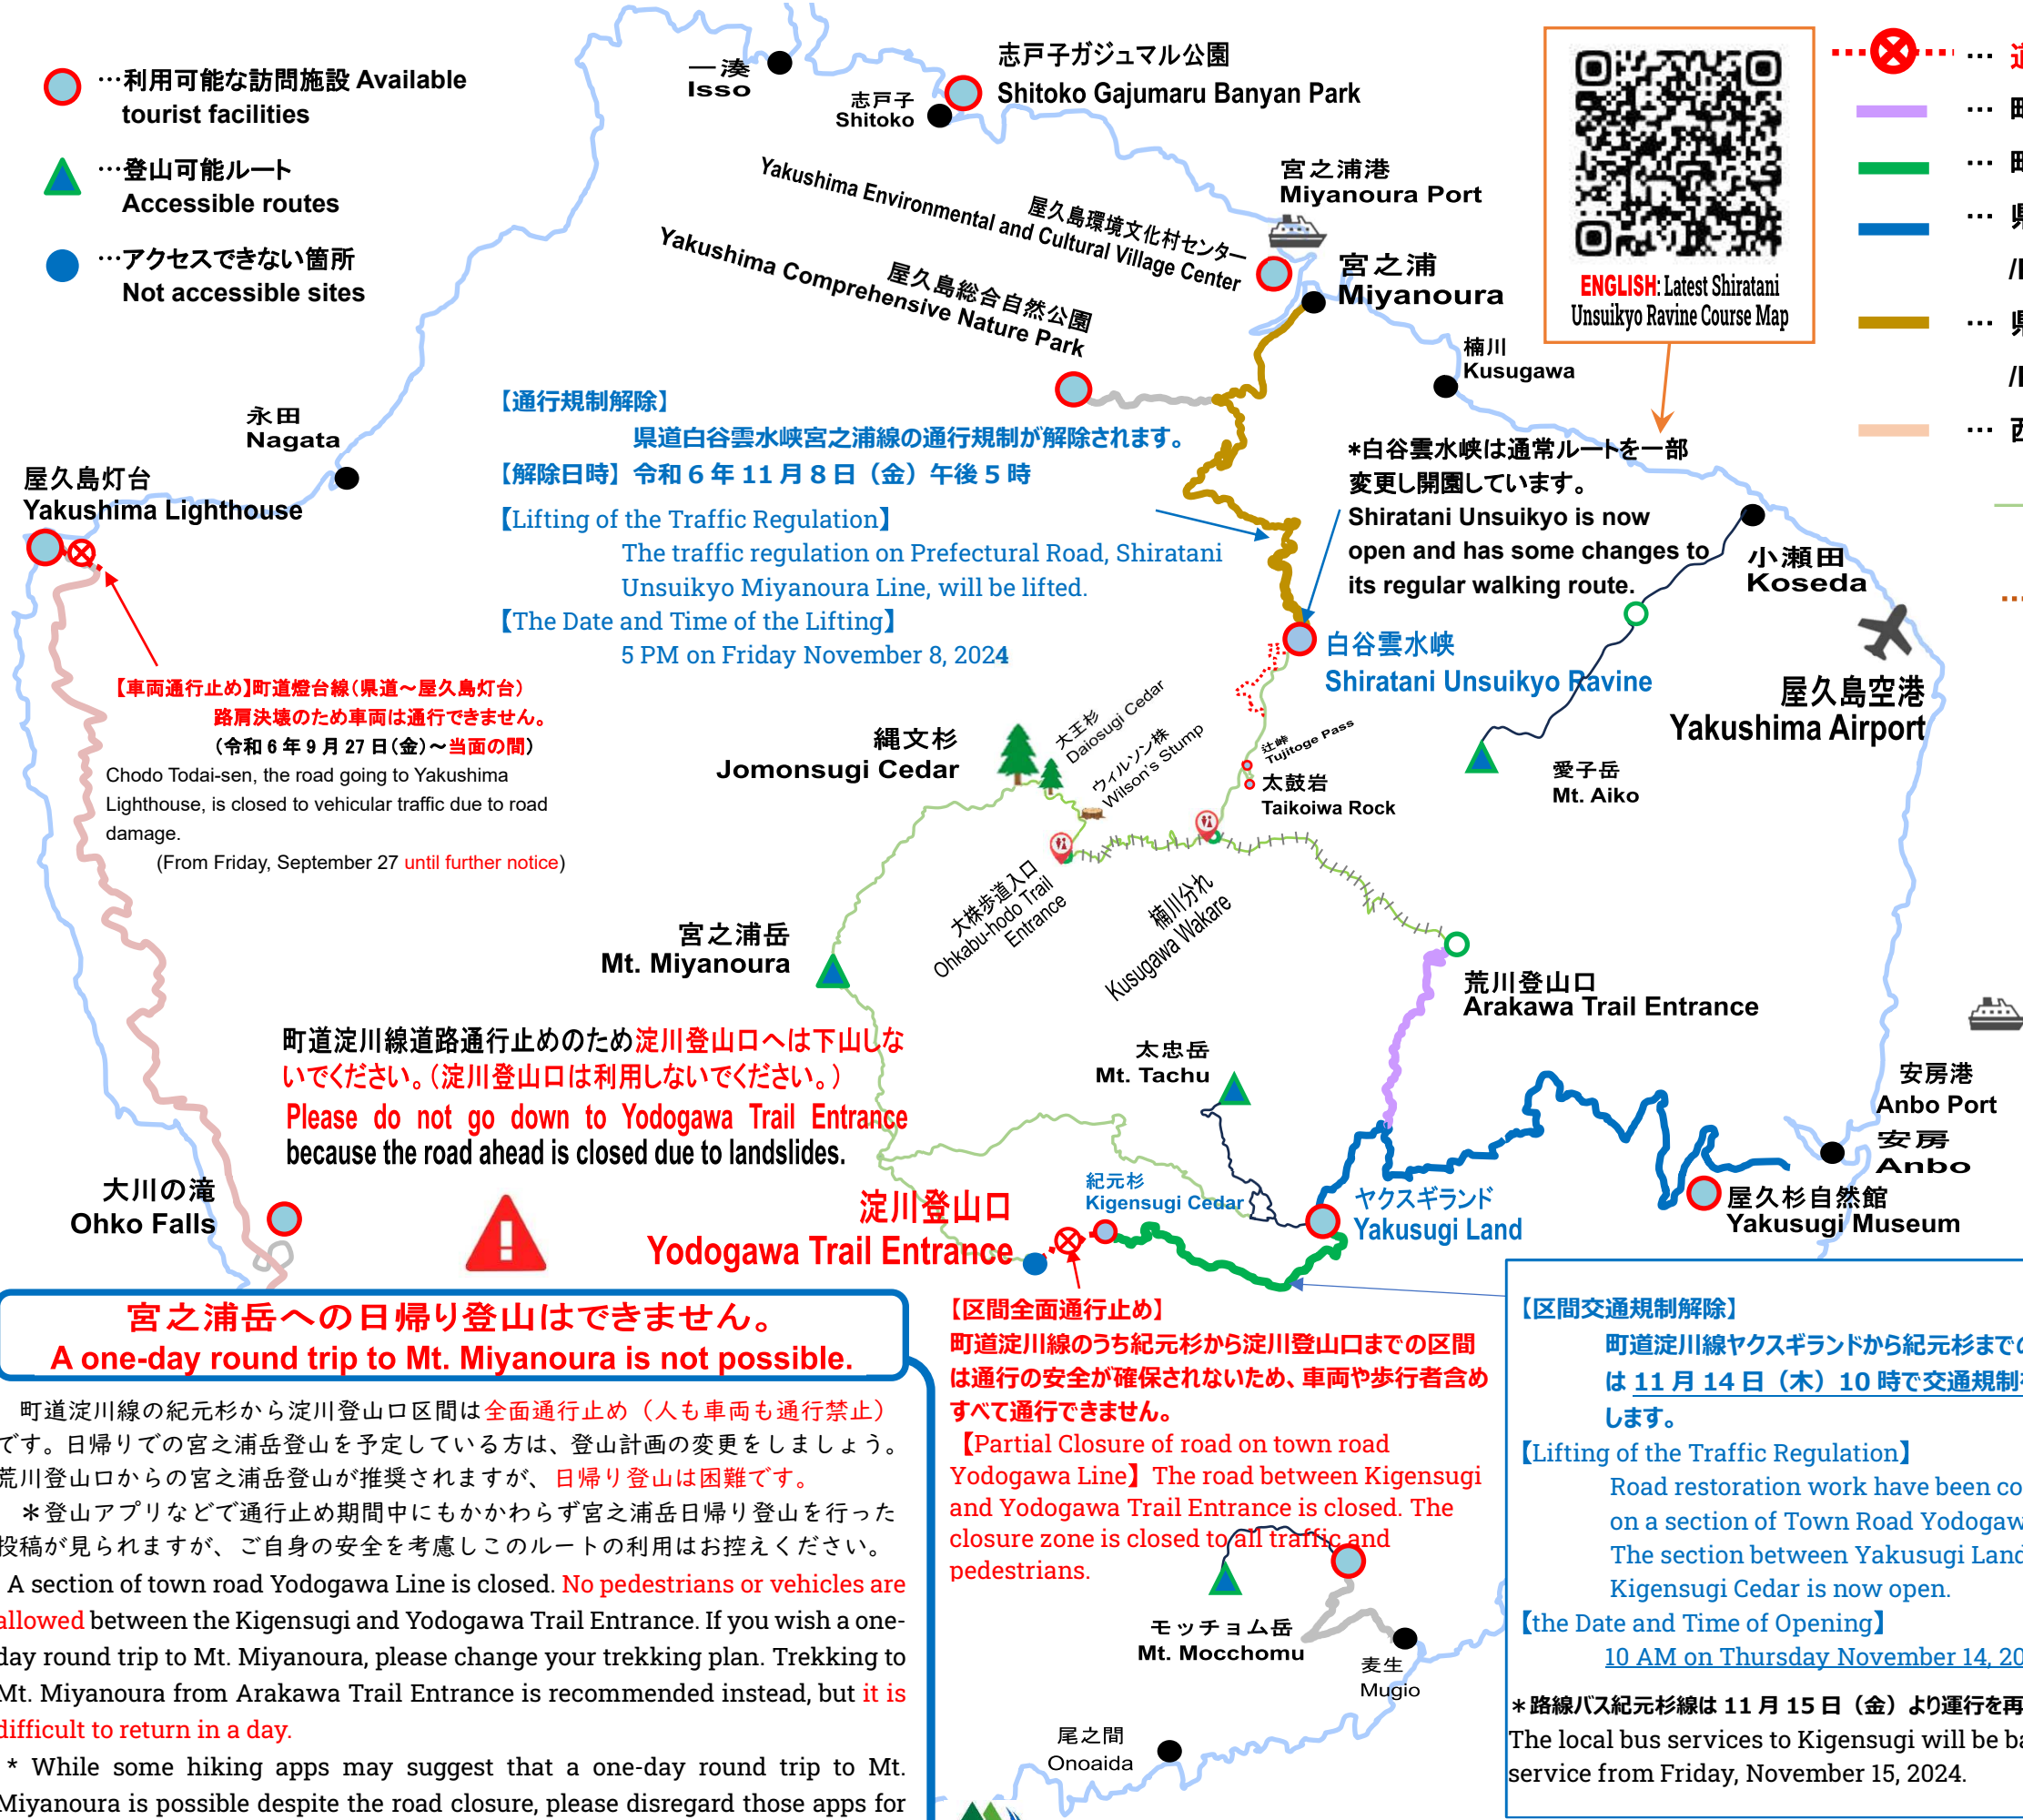 …利用可能な訪問施設 Available
tourist facilities
…登山可能ルート
Accessible routes
…アクセスできない箇所
Not accessible sites
一湊
Isso
志戸子
Shitoko
志戸子ガジュマル公園
Shitoko Gajumaru Banyan Park
宮之浦港
Miyanoura Port
屋久島環境文化村センター
Yakushima Environmental and Cultural Village Center
屋久島総合自然公園
Yakushima Comprehensive Nature Park
宮之浦
Miyanoura
楠川
Kusugawa
ENGLISH: Latest Shiratani
Unsuikyo Ravine Course Map
…
… 町
… 町
… 県
… 県
… 西
永田
Nagata
屋久島灯台
Yakushima Lighthouse
【通行規制解除】
県道白谷雲水峡宮之浦線の通行規制が解除されます。
【解除日時】令和 6 年 11 月 8 日（金）午後 5 時
【Lifting of the Traffic Regulation】
The traffic regulation on Prefectural Road, Shiratani
Unsuikyo Miyanoura Line, will be lifted.
【The Date and Time of the Lifting】
5 PM on Friday November 8, 2024
*白谷雲水峡は通常ルートを一部
変更し開園しています。
Shiratani Unsuikyo is now
open and has some changes to
its regular walking route.
小瀬田
Koseda
屋久島空港
Yakushima Airport
白谷雲水峡
Shiratani Unsuikyo Ravine
愛子岳
Mt. Aiko
【車両通行止め】町道燈台線（県道～屋久島灯台）
路肩決壊のため車両は通行できません。
（令和 6 年 9 月 27 日（金）～当面の間）
Chodo Todai-sen, the road going to Yakushima
Lighthouse, is closed to vehicular traffic due to road
damage.
(From Friday, September 27 until further notice)
縄文杉
Jomonsugi Cedar
大王杉
Daiosugi Cedar
ウィルソン株
Wilson's Stump
辻峠
Tujitoge Pass
太鼓岩
Taikoiwa Rock
大株歩道入口
Ohkabu-hodo Trail
Entrance
楠川分れ
Kusugawa Wakare
宮之浦岳
Mt. Miyanoura
荒川登山口
Arakawa Trail Entrance
町道淀川線道路通行止めのため淀川登山口へは下山しな
いでください。（淀川登山口は利用しないでください。）
Please do not go down to Yodogawa Trail Entrance
because the road ahead is closed due to landslides.
太忠岳
Mt. Tachu
安房港
Anbo Port
安房
Anbo
大川の滝
Ohko Falls
淀川登山口
Yodogawa Trail Entrance
紀元杉
Kigensugi Cedar
ヤクスギランド
Yakusugi Land
屋久杉自然館
Yakusugi Museum
宮之浦岳への日帰り登山はできません。
A one-day round trip to Mt. Miyanoura is not possible.
町道淀川線の紀元杉から淀川登山口区間は全面通行止め（人も車両も通行禁止）
です。日帰りでの宮之浦岳登山を予定している方は、登山計画の変更をしましょう。
荒川登山口からの宮之浦岳登山が推奨されますが、日帰り登山は困難です。
＊登山アプリなどで通行止め期間中にもかかわらず宮之浦岳日帰り登山を行った
投稿が見られますが、ご自身の安全を考慮しこのルートの利用はお控えください。
A section of town road Yodogawa Line is closed. No pedestrians or vehicles are
allowed between the Kigensugi and Yodogawa Trail Entrance. If you wish a one-
day round trip to Mt. Miyanoura, please change your trekking plan. Trekking to
Mt. Miyanoura from Arakawa Trail Entrance is recommended instead, but it is
difficult to return in a day.
* While some hiking apps may suggest that a one-day round trip to Mt.
Miyanoura is possible despite the road closure, please disregard those apps for
【区間全面通行止め】
町道淀川線のうち紀元杉から淀川登山口までの区間
は通行の安全が確保されないため、車両や歩行者含め
すべて通行できません。
【Partial Closure of road on town road
Yodogawa Line】The road between Kigensugi
and Yodogawa Trail Entrance is closed. The
closure zone is closed to all traffic and
pedestrians.
モッチョム岳
Mt. Mocchomu
麦生
Mugio
尾之間
Onoaida
【区間交通規制解除】
町道淀川線ヤクスギランドから紀元杉までの
は 11 月 14 日（木）10 時で交通規制を
します。
【Lifting of the Traffic Regulation】
Road restoration work have been co
on a section of Town Road Yodogaw
The section between Yakusugi Land
Kigensugi Cedar is now open.
【the Date and Time of Opening】
10 AM on Thursday November 14, 20
＊路線バス紀元杉線は 11 月 15 日（金）より運行を再
The local bus services to Kigensugi will be ba
service from Friday, November 15, 2024.